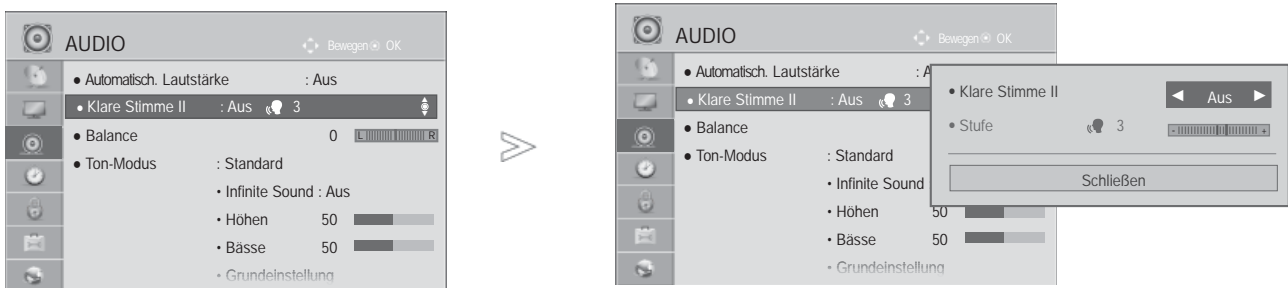 AUDIO
Bewegen OK
● Automatisch. Lautstärke : Aus
● Klare Stimme II : Aus 3
● Balance 0 L R
● Ton-Modus : Standard
• Infinite Sound : Aus
• Höhen 50
• Bässe 50
• Grundeinstellung
AUDIO
Bewegen OK
● Automatisch. Lautstärke : A
● Klare Stimme II : Aus 3
● Balance
● Ton-Modus : Standard
• Infinite Sound
• Höhen 50
• Bässe 50
• Grundeinstellung
• Klare Stimme II ◄ Aus ►
• Stufe 3 - +
Schließen